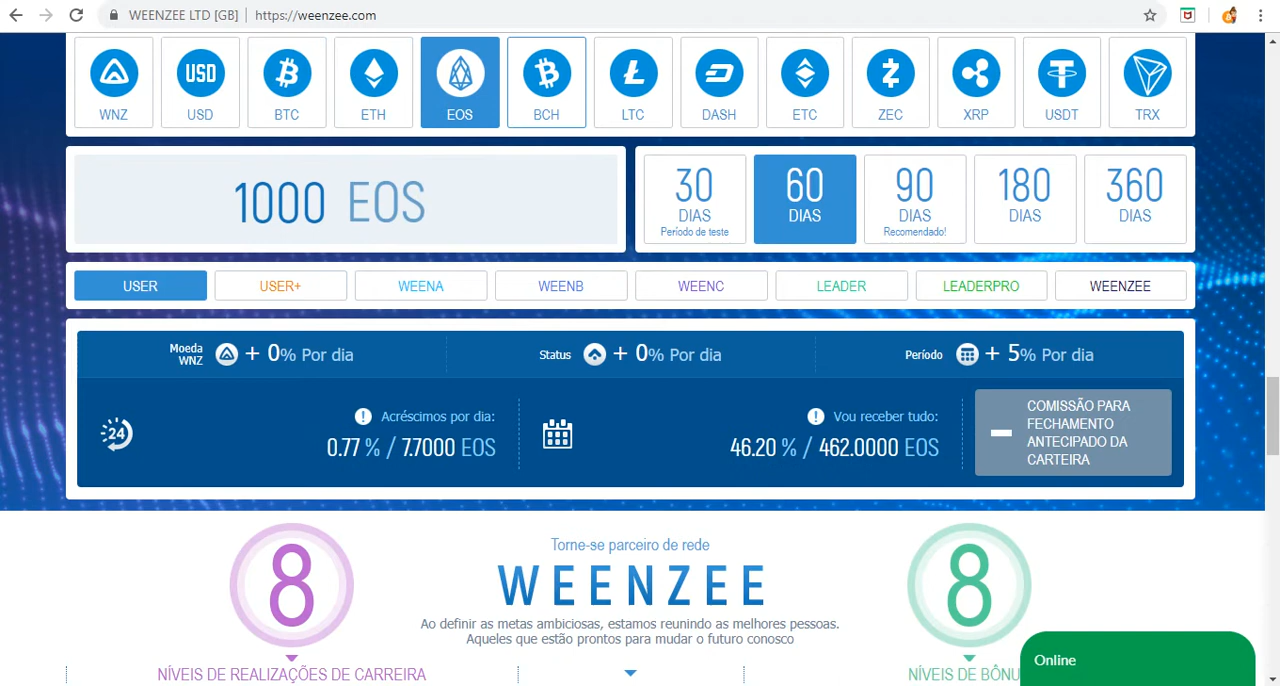 WEENZEE LTD [GB] | https://weenzee.com
WNZ USD BTC ETH EOS BCH LTC DASH ETC ZEC XRP USDT TRX
USD
1000 EOS
30 DIAS Período de teste
60 DIAS
90 DIAS Recomendado!
180 DIAS
360 DIAS
USER USER+ WEENA WEENB WEENC LEADER LEADERPRO WEENZEE
Moeda WNZ + 0% Por dia
Status + 0% Por dia
Período + 5% Por dia
24
Acréscimos por dia:
0.77 % / 7.7000 EOS
Vou receber tudo:
46.20 % / 462.0000 EOS
COMISSÃO PARA
FECHAMENTO
ANTECIPADO DA
CARTEIRA
8
NÍVEIS DE REALIZAÇÕES DE CARREIRA
Torne-se parceiro de rede
WEENZEE
Ao definir as metas ambiciosas, estamos reunindo as melhores pessoas.
Aqueles que estão prontos para mudar o futuro conosco
8
NÍVEIS DE BÔNU
Online